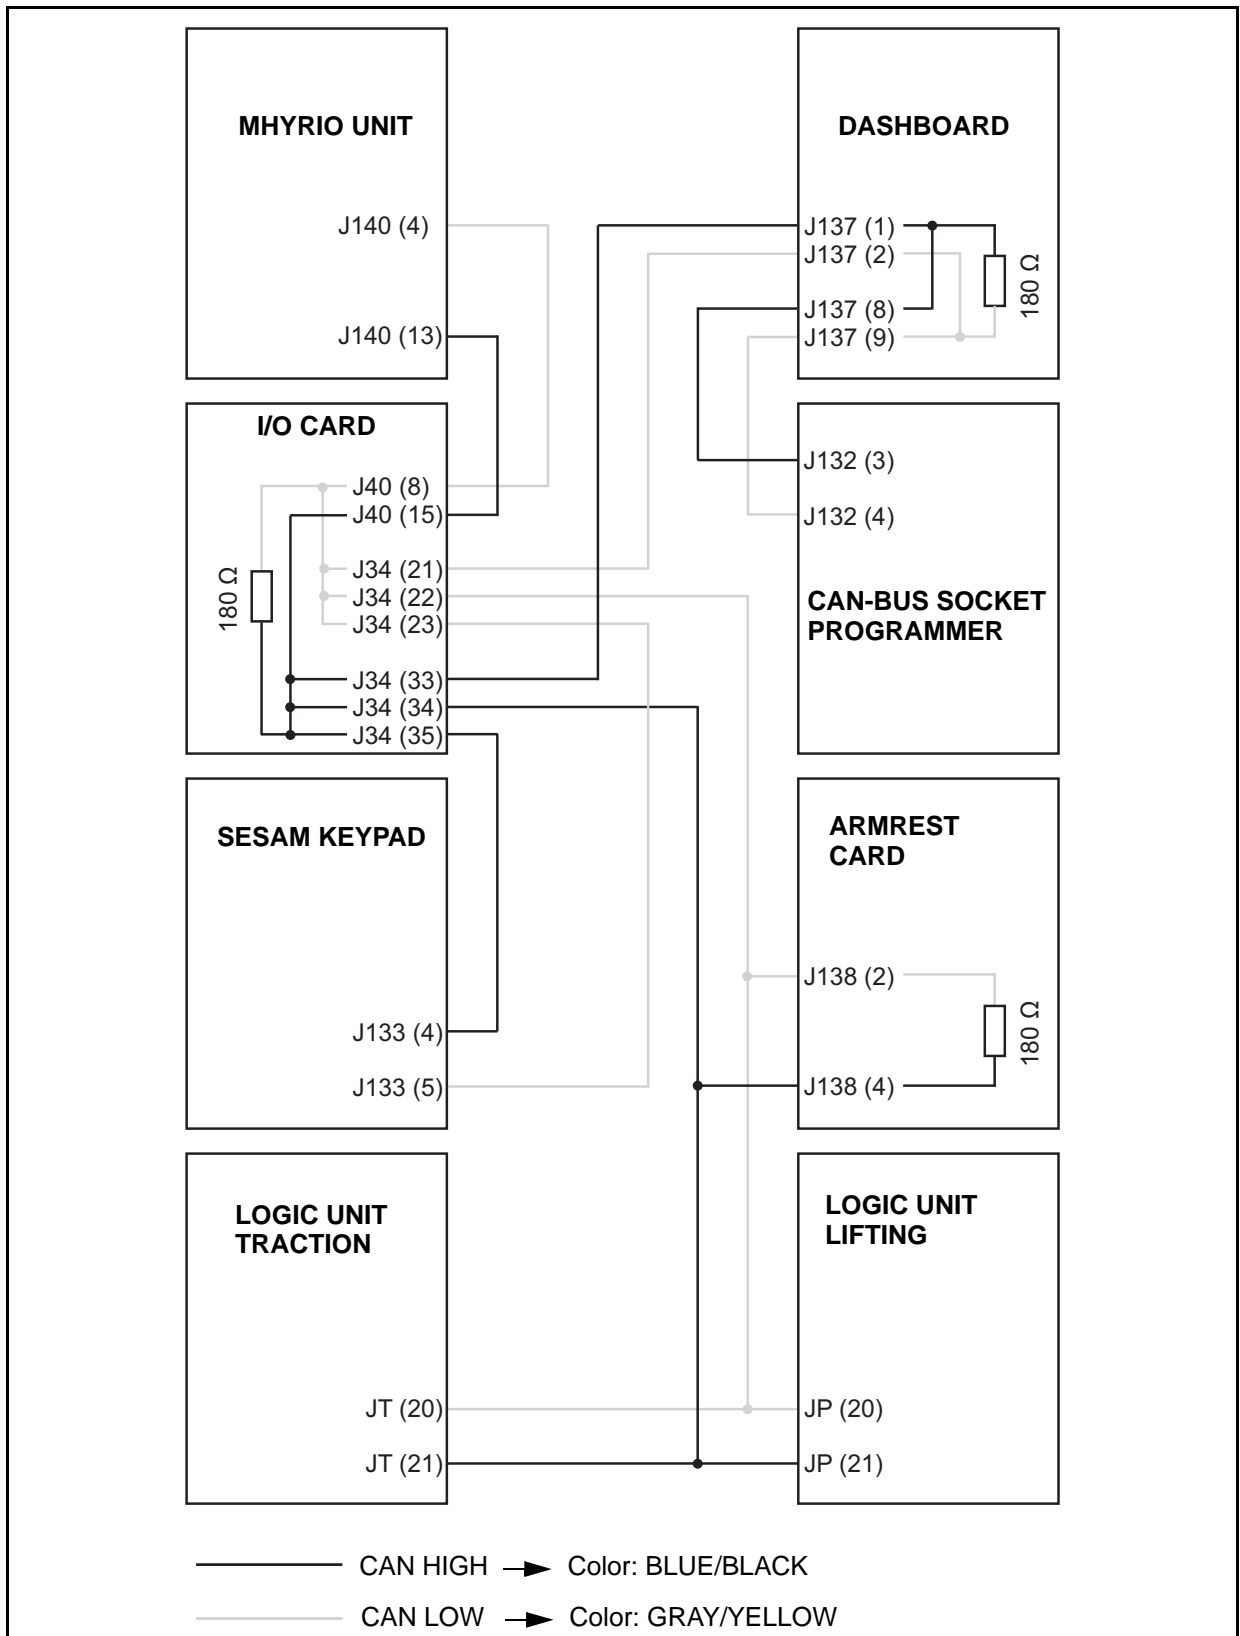 MHYRIO UNIT
J140 (4)
J140 (13)
DASHBOARD
J137 (1)
J137 (2)
J137 (8)
J137 (9)
180 Ω
I/O CARD
J40 (8)
J40 (15)
J34 (21)
J34 (22)
J34 (23)
J34 (33)
J34 (34)
J34 (35)
180 Ω
J132 (3)
J132 (4)
CAN-BUS SOCKET
PROGRAMMER
SESAM KEYPAD
J133 (4)
J133 (5)
ARMREST
CARD
J138 (2)
J138 (4)
180 Ω
LOGIC UNIT
TRACTION
JT (20)
JT (21)
LOGIC UNIT
LIFTING
JP (20)
JP (21)
CAN HIGH Color: BLUE/BLACK
CAN LOW Color: GRAY/YELLOW